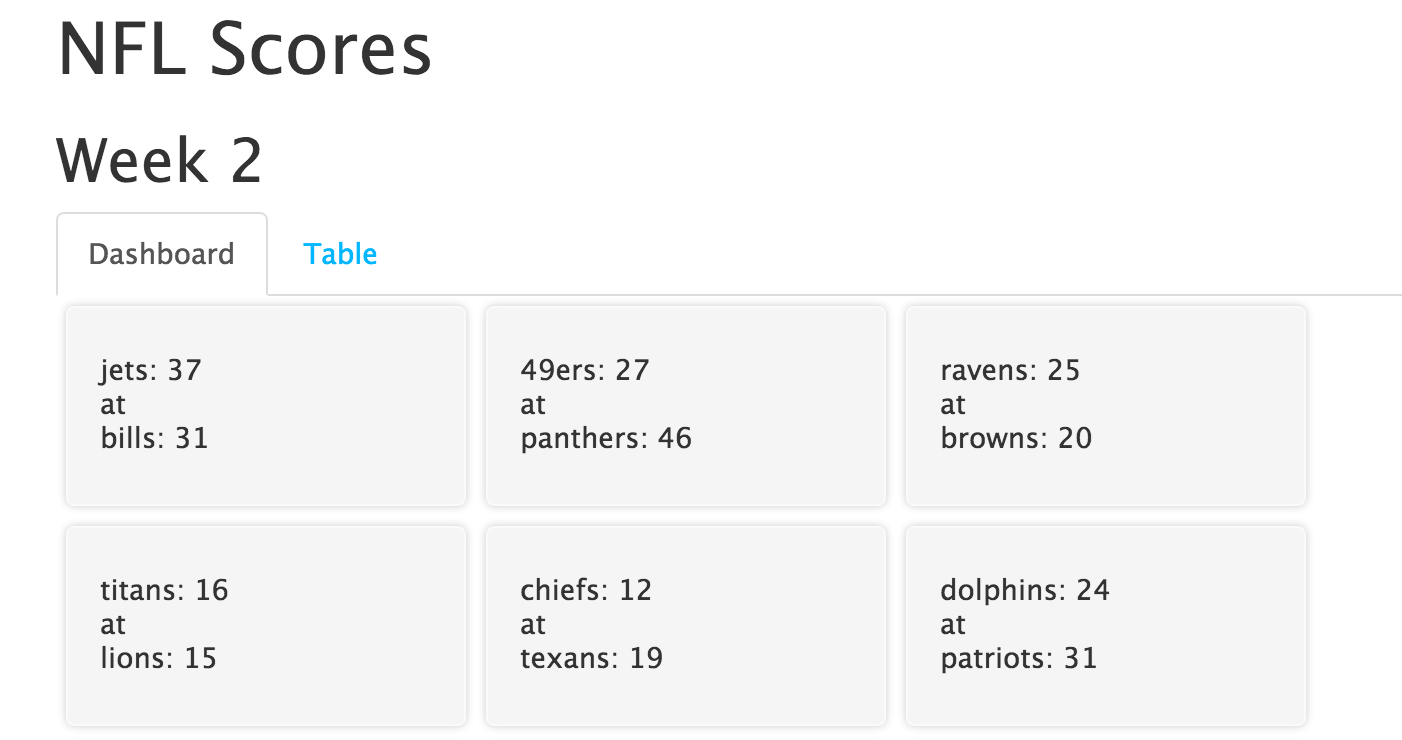 NFL Scores
Week 2
Dashboard
Table
jets: 37
at
bills: 31
49ers: 27
at
panthers: 46
ravens: 25
at
browns: 20
titans: 16
at
lions: 15
chiefs: 12
at
texans: 19
dolphins: 24
at
patriots: 31